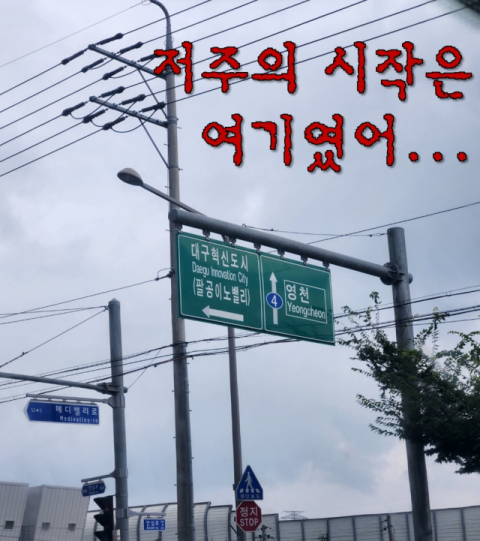 저주의 시작은
여기였어...
대구혁신도시
Daegu Innovation City
(팔공이노밸리)
4
영천
Yeongcheon
메디밸리로
Medivalley-ro
정지
STOP